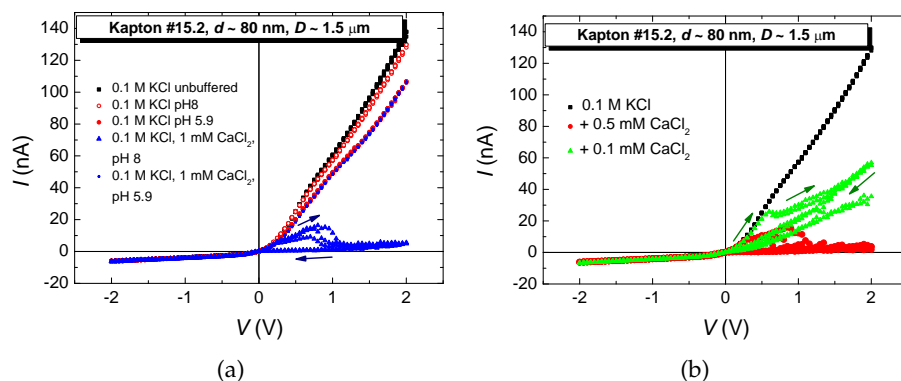 Kapton #15.2, d ~ 80 nm, D ~ 1.5 μm
140
120
100
80
60
40
20
0
-20
I (nA)
0.1 M KCl unbuffered
0.1 M KCl pH8
0.1 M KCl pH 5.9
0.1 M KCl, 1 mM CaCl₂,
pH 8
0.1 KCl, 1 mM CaCl₂,
pH 5.9
-2 -1 0 1 2
V (V)
(a)
Kapton #15.2, d ~ 80 nm, D ~ 1.5 μm
140
120
100
80
60
40
20
0
-20
I (nA)
0.1 M KCl
+ 0.5 mM CaCl₂
+ 0.1 mM CaCl₂
-2 -1 0 1 2
V (V)
(b)